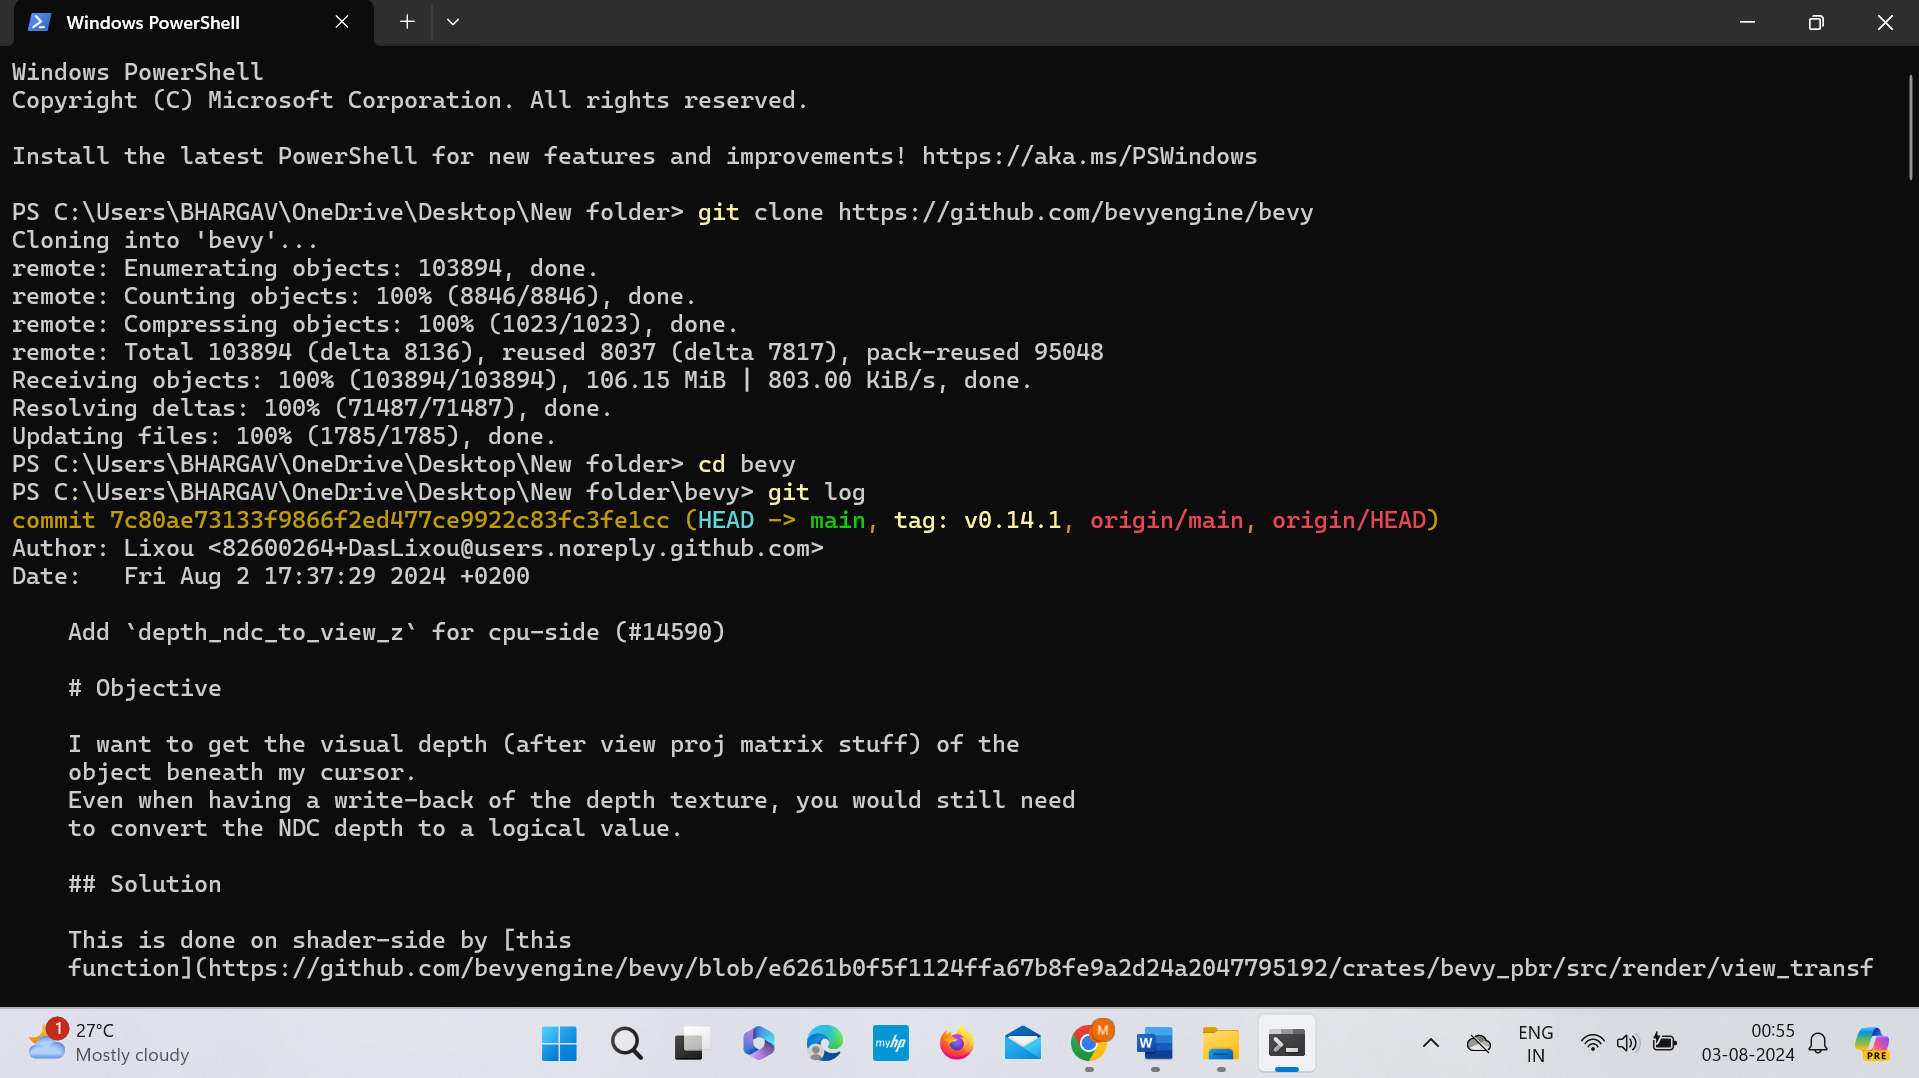 Windows PowerShell
Windows PowerShell
Copyright (C) Microsoft Corporation. All rights reserved.
Install the latest PowerShell for new features and improvements! https://aka.ms/PSWindows
PS C:\Users\BHARGAV\OneDrive\Desktop\New folder> git clone https://github.com/bevyengine/bevy
Cloning into 'bevy'...
remote: Enumerating objects: 103894, done.
remote: Counting objects: 100% (8846/8846), done.
remote: Compressing objects: 100% (1023/1023), done.
remote: Total 103894 (delta 8136), reused 8037 (delta 7817), pack-reused 95048
Receiving objects: 100% (103894/103894), 106.15 MiB | 803.00 KiB/s, done.
Resolving deltas: 100% (71487/71487), done.
Updating files: 100% (1785/1785), done.
PS C:\Users\BHARGAV\OneDrive\Desktop\New folder> cd bevy
PS C:\Users\BHARGAV\OneDrive\Desktop\New folder\bevy> git log
commit 7c80ae73133f9866f2ed477ce9922c83fc3fe1cc (HEAD -> main, tag: v0.14.1, origin/main, origin/HEAD)
Author: Lixou <82600264+DasLixou@users.noreply.github.com>
Date:   Fri Aug 2 17:37:29 2024 +0200
Add `depth_ndc_to_view_z` for cpu-side (#14590)
# Objective
I want to get the visual depth (after view proj matrix stuff) of the
object beneath my cursor.
Even when having a write-back of the depth texture, you would still need
to convert the NDC depth to a logical value.
## Solution
This is done on shader-side by [this
function](https://github.com/bevyengine/bevy/blob/e6261b0f5f1124ffa67b8fe9a2d24a2047795192/crates/bevy_pbr/src/render/view_transf
1
27°C
Mostly cloudy
myhp
M
W
ENG
IN
00:55
03-08-2024
PRE